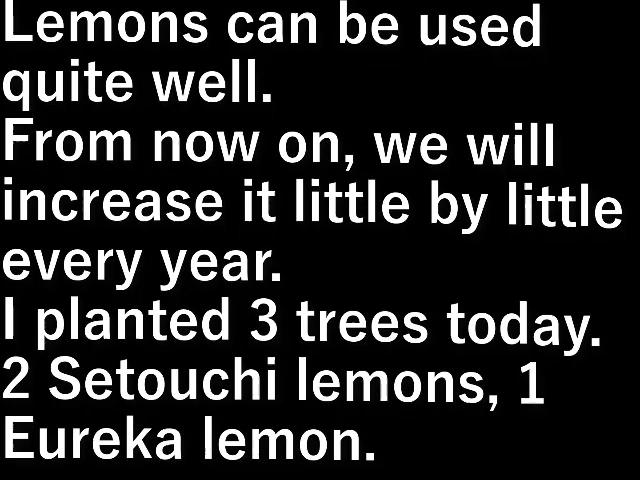 Lemons can be used
quite well.
From now on, we will
increase it little by little
every year.
I planted 3 trees today.
2 Setouchi lemons, 1
Eureka lemon.